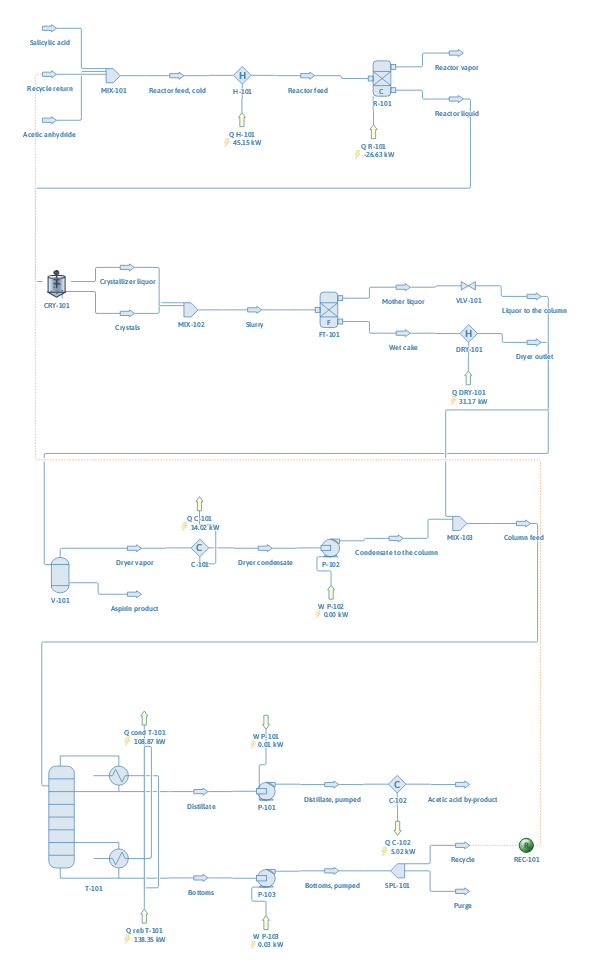 Salicylic acid
Recycle return
Acetic anhydride
MIX-101
Reactor feed, cold
H
H-101
Q H-101
45.15 kW
Reactor feed
C
R-101
Q R-101
-26.63 kW
Reactor vapor
Reactor liquid
CRY-101
Crystallizer liquor
Crystals
MIX-102
Slurry
F
FT-101
Mother liquor
Wet cake
VLV-101
H
DRY-101
Q DRY-101
31.17 kW
Liquor to the column
Dryer outlet
V-101
Dryer vapor
Aspirin product
Q C-101
14.02 kW
C
C-101
Dryer condensate
P-102
W P-102
0.00 kW
Condensate to the column
MIX-103
Column feed
T-101
Q cond T-101
108.87 kW
Q reb T-101
138.35 kW
Distillate
Bottoms
W P-101
0.01 kW
P-101
P-103
W P-103
0.03 kW
Distillate, pumped
Bottoms, pumped
C
C-102
Q C-102
5.02 kW
Acetic acid by-product
SPL-101
Recycle
Purge
R
REC-101